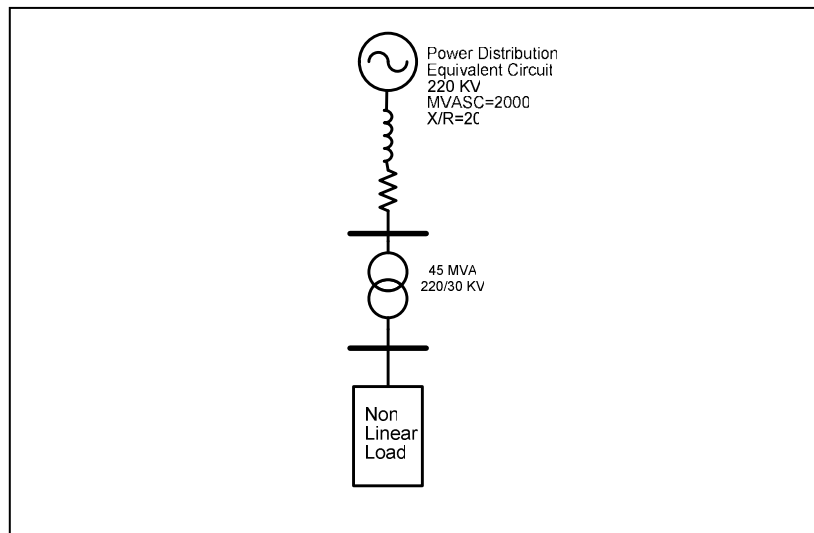 Power Distribution
Equivalent Circuit
220 KV
MVASC=2000
X/R=20
45 MVA
220/30 KV
Non
Linear
Load